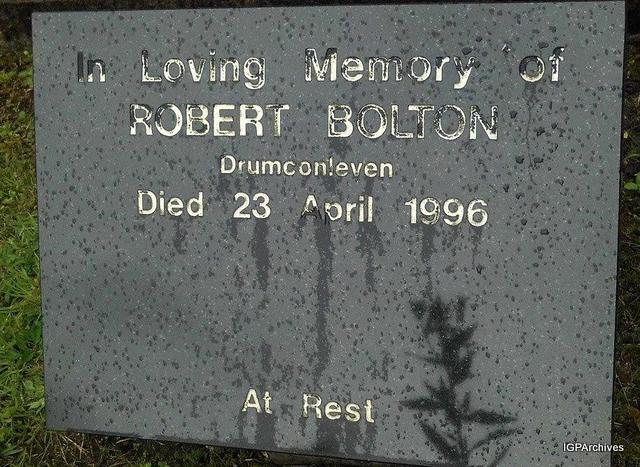 In Loving Memory of
ROBERT BOLTON
Drumconleven
Died 23 April 1996
At Rest
IGPArchives